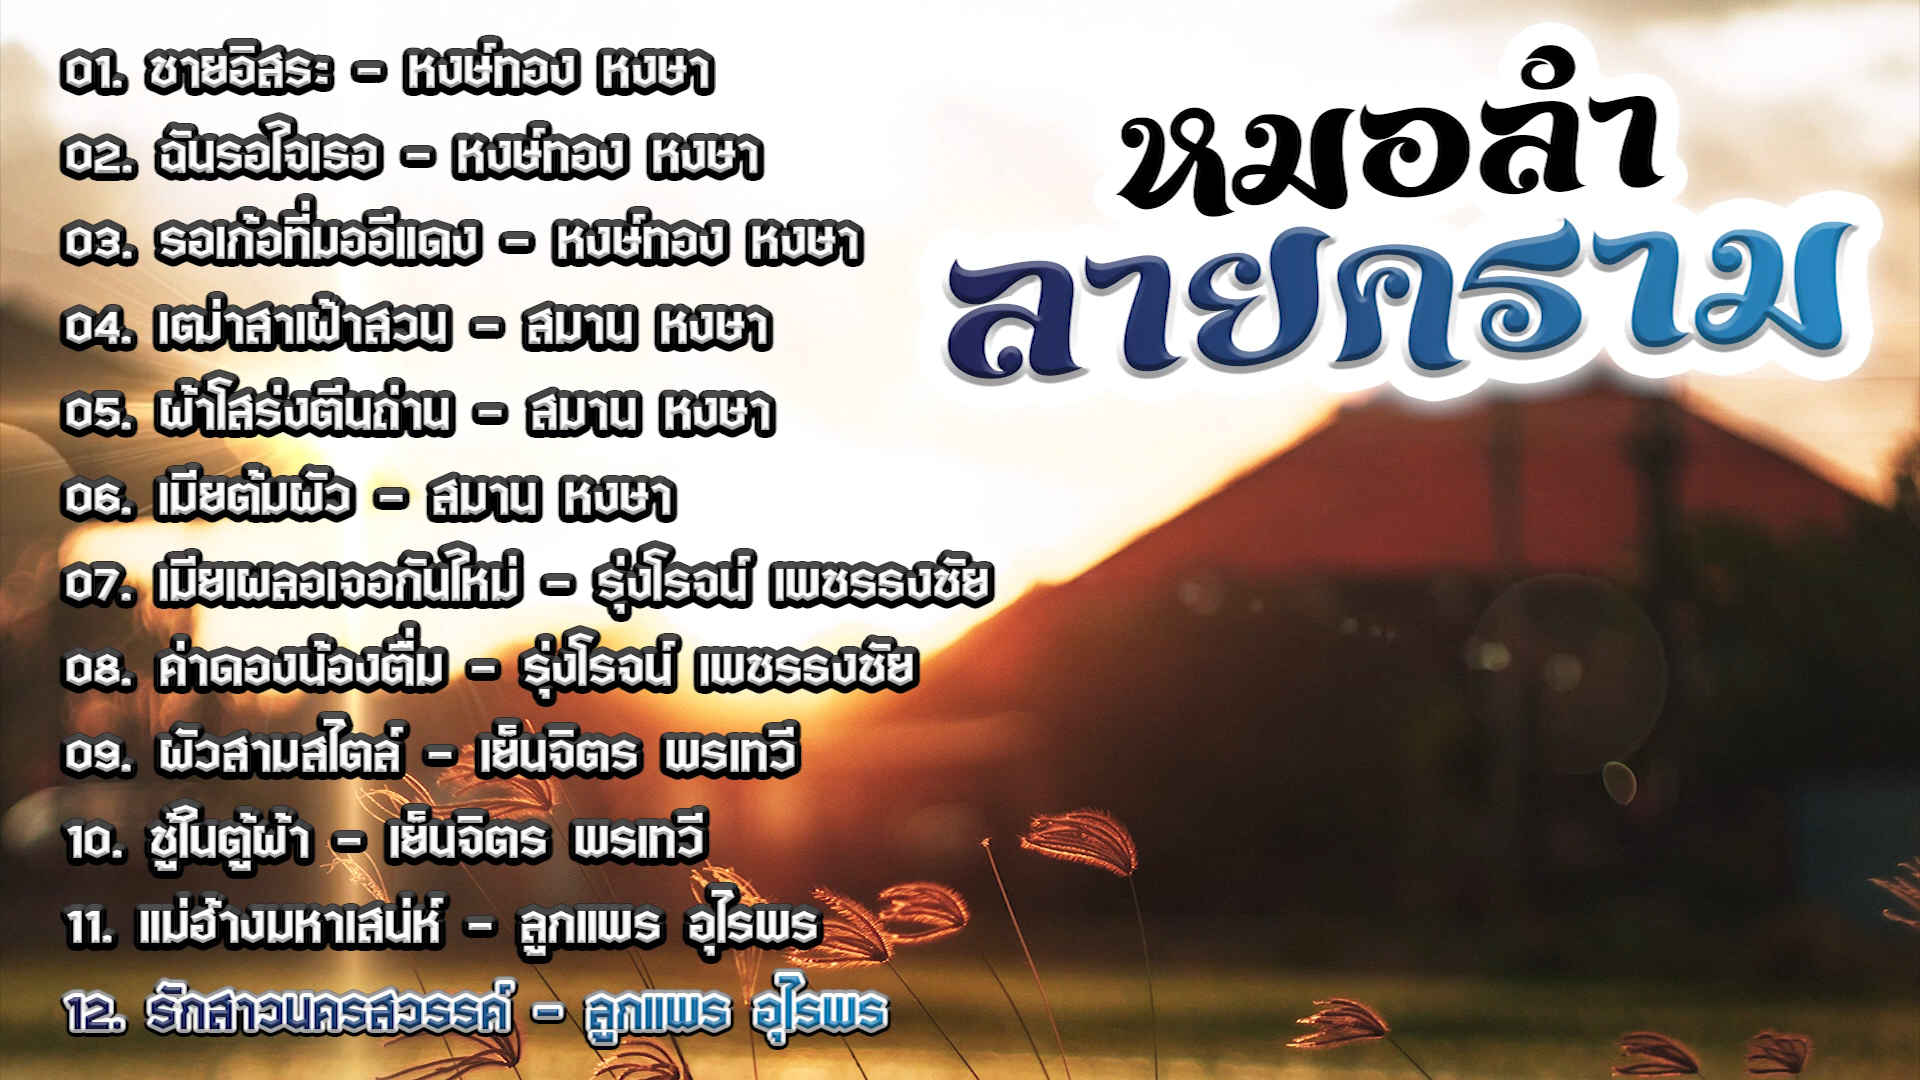 หมอลำ
ลายคราม
01. ชายอิสระ - หงษ์ทอง หงษา
02. ฉันรอใจเธอ - หงษ์ทอง หงษา
03. รอเก้อที่มออีแดง - หงษ์ทอง หงษา
04. เฒ่าสาเฝ้าสวน - สมาน หงษา
05. ผ้าโสร่งตีนถ่าน - สมาน หงษา
06. เมียต้มผัว - สมาน หงษา
07. เมียเผลอเจอกันใหม่ - รุ่งโรจน์ เพชรธงชัย
08. ค่าดองน้องตื่ม - รุ่งโรจน์ เพชรธงชัย
09. ผัวสามสไตล์ - เย็นจิตร พรเทวี
10. ชู้ในตู้ผ้า - เย็นจิตร พรเทวี
11. แม่ฮ้างมหาเสน่ห์ - ลูกแพร อุไรพร
12. รักสาวนครสวรรค์ - ลูกแพร อุไรพร